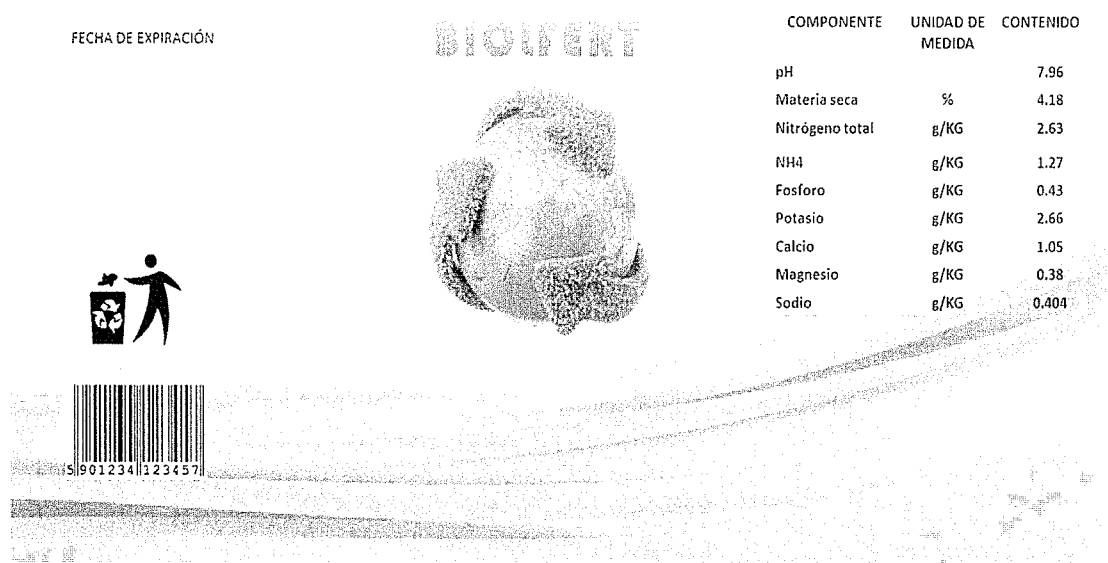 FECHA DE EXPIRACIÓN
BIOLFERT
COMPONENTE UNIDAD DE MEDIDA CONTENIDO
pH 7.96
Materia seca % 4.18
Nitrógeno total g/KG 2.63
NH4 g/KG 1.27
Fosforo g/KG 0.43
Potasio g/KG 2.66
Calcio g/KG 1.05
Magnesio g/KG 0.38
Sodio g/KG 0.404
5 901234 123457